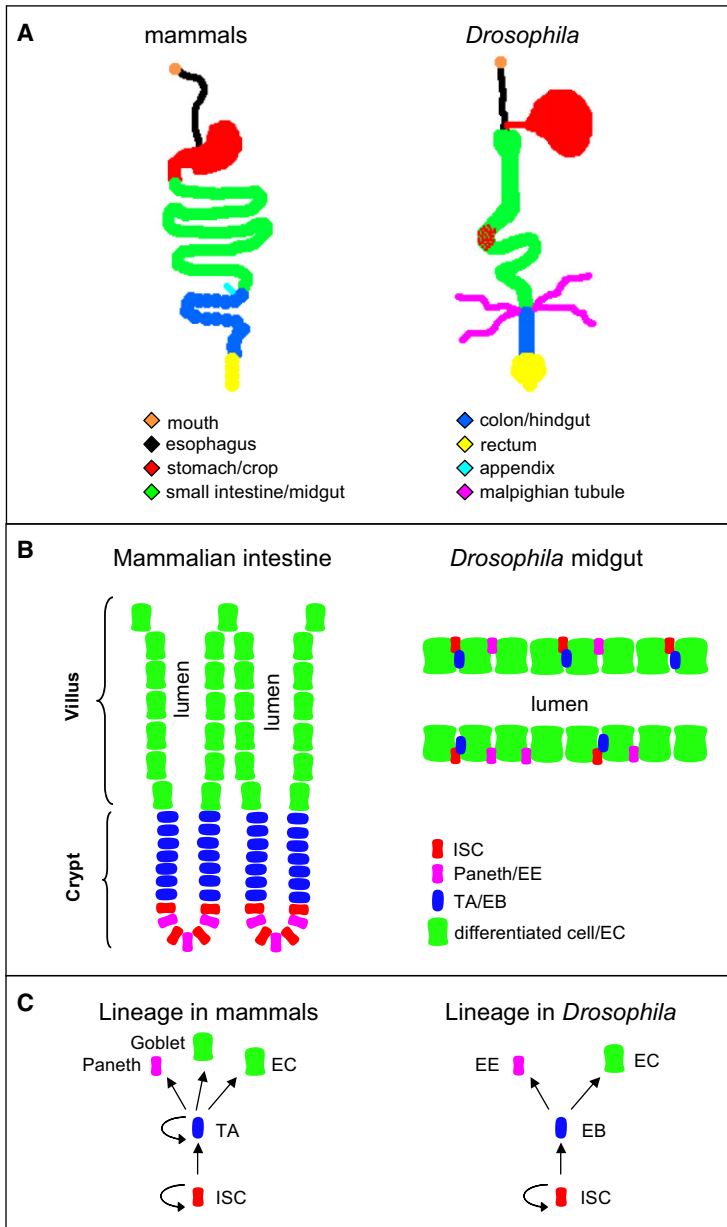 A
mammals
Drosophila
mouth
esophagus
stomach/crop
small intestine/midgut
colon/hindgut
rectum
appendix
malpighian tubule
B
Mammalian intestine
Drosophila midgut
Villus
Crypt
lumen
lumen
lumen
ISC
Paneth/EE
TA/EB
differentiated cell/EC
C
Lineage in mammals
Goblet
Paneth
EC
TA
ISC
Lineage in Drosophila
EE
EC
EB
ISC